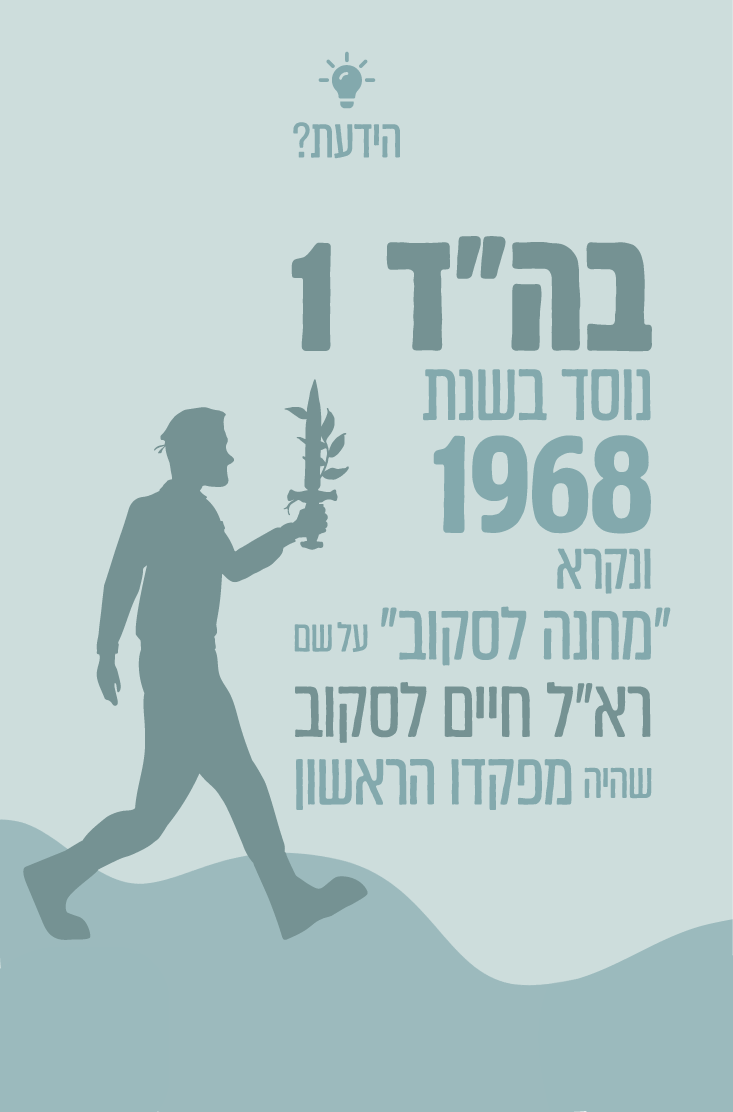 הידעת?
בה"ד 1
נוסד בשנת
1968
ונקרא
"מחנה לסקוב" על שם
רא"ל חיים לסקוב
שהיה מפקדו הראשון